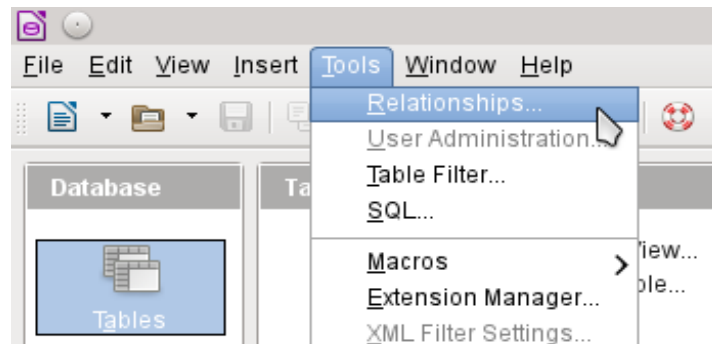 File Edit View Insert Tools Window Help
Relationships...
User Administration...
Table Filter...
SQL...
Macros
Extension Manager...
XML Filter Settings...
Database
Tables